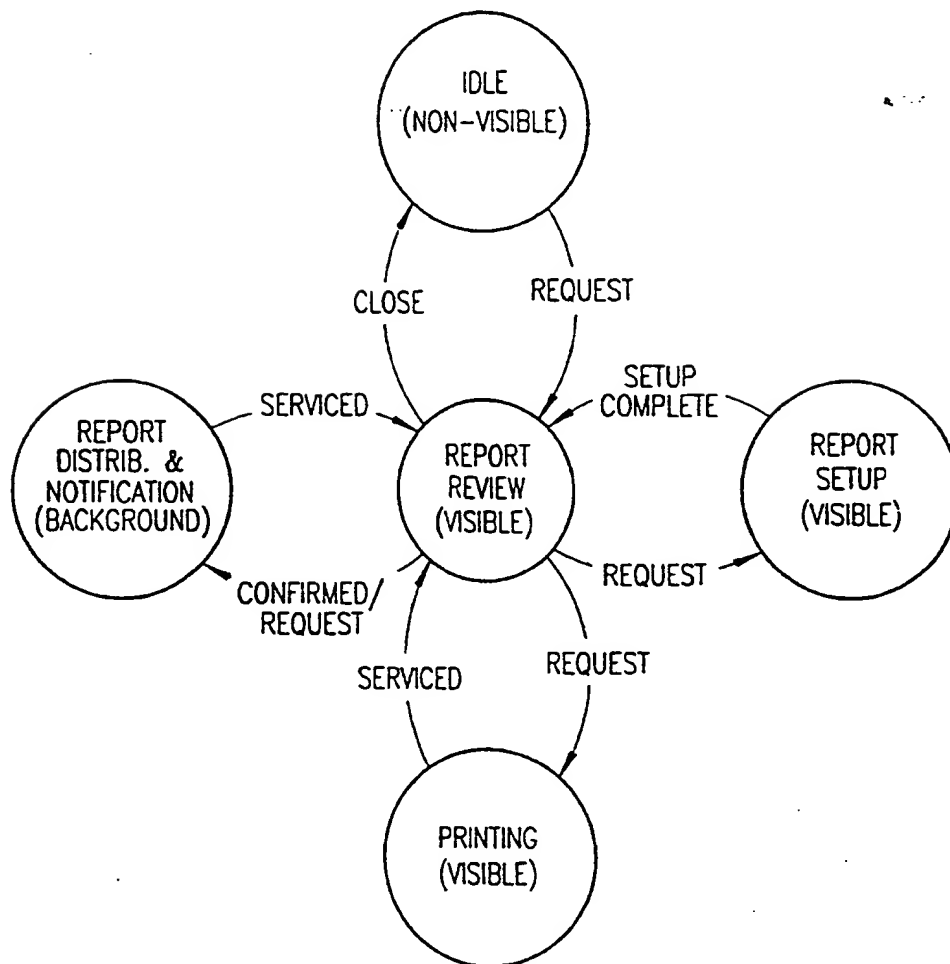 IDLE
(NON-VISIBLE)
CLOSE
REQUEST
SERVICED
SETUP
COMPLETE
REPORT
DISTRIB. &
NOTIFICATION
(BACKGROUND)
REPORT
REVIEW
(VISIBLE)
REPORT
SETUP
(VISIBLE)
CONFIRMED/
REQUEST
REQUEST
SERVICED
REQUEST
PRINTING
(VISIBLE)